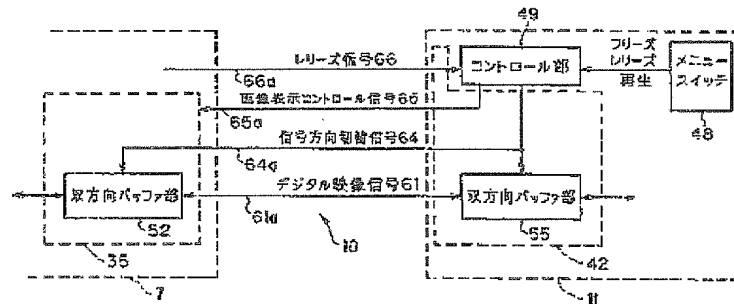 49
レリーズ信号66
66a
コントロール部
フリーズ
レリーズ
再生
メニュー
スイッチ
48
画像表示コントロール信号65
65a
信号方向切替信号64
64a
双方向バッファ部
52
デジタル映像信号61
61a
10
双方向バッファ部
55
35
42
7
11